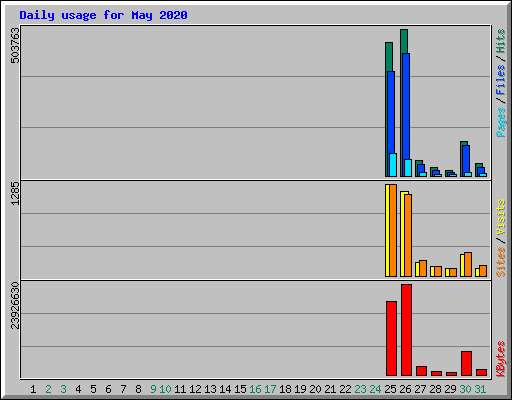 Daily usage for May 2020
503763
1285
23926630
Pages / Files / Hits
Sites / Visits
KBytes
1 2 3 4 5 6 7 8 9 10 11 12 13 14 15 16 17 18 19 20 21 22 23 24 25 26 27 28 29 30 31